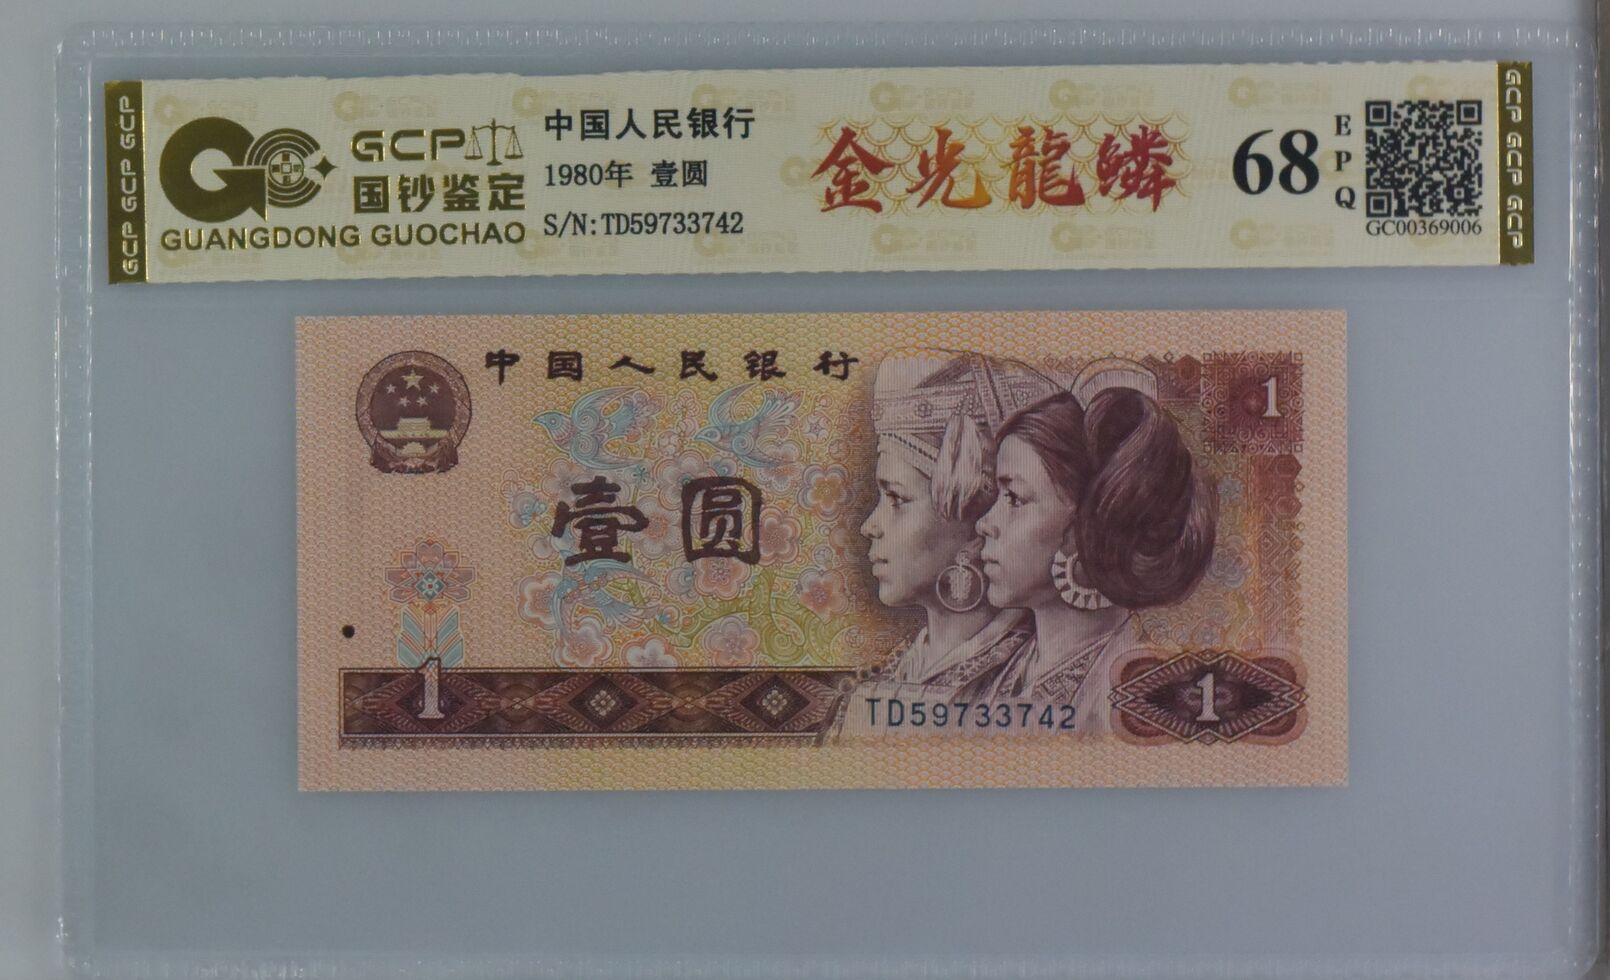 GCP GCP GCP
GCP
国钞鉴定
GUANGDONG GUOCHAO
中国人民银行
1980年 壹圆
S/N:TD59733742
金光龍鳞
68
EPQ
GC00369006
GCP GCP GCP
中国人民银行
1
壹圆
1
TD59733742
1